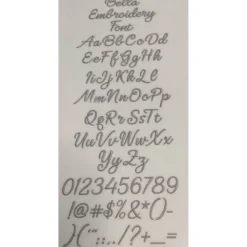 Bella
Embroidery
Font
AaBbCcDd
EeFfGgHh
IiJjKkLl
MmNnOoPp
QqRrSsTt
UuVvWwXx
YyZz
0123456789
!@#$%&*()-